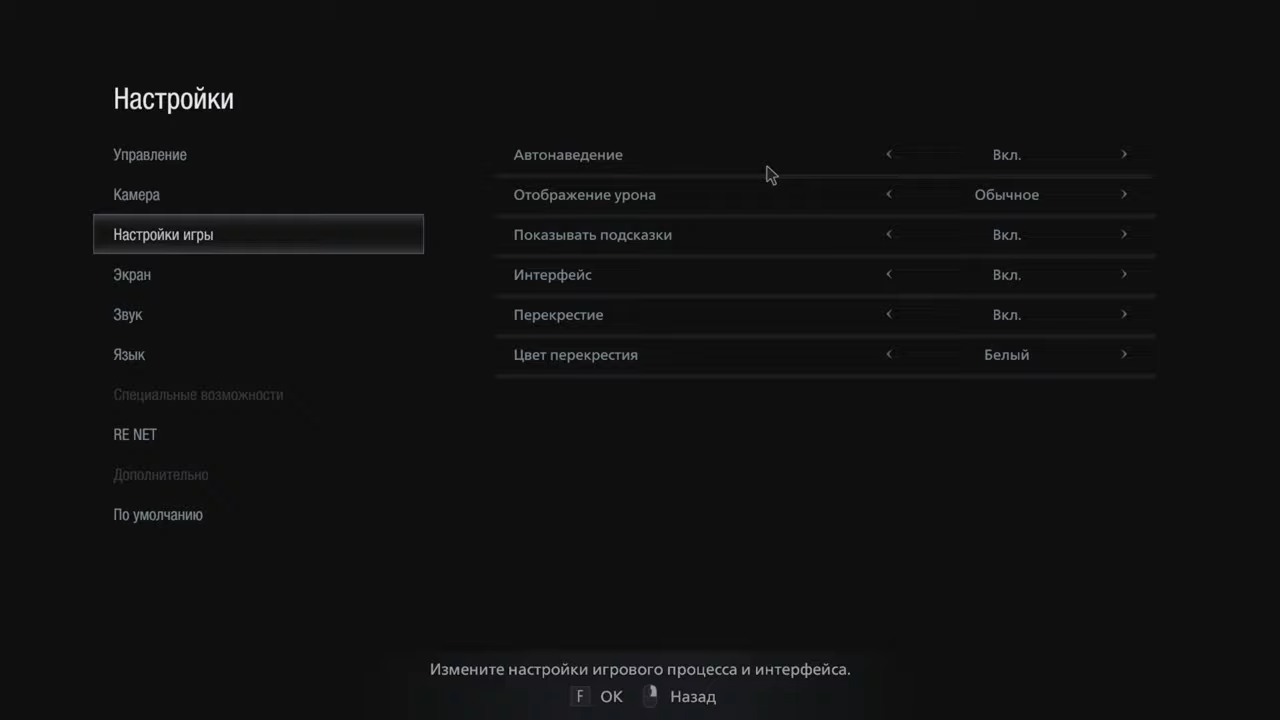 Настройки
Управление
Камера
Настройки игры
Экран
Звук
Язык
Специальные возможности
RE NET
Дополнительно
По умолчанию
Автонаведение Вкл.
Отображение урона Обычное
Показывать подсказки Вкл.
Интерфейс Вкл.
Перекрестие Вкл.
Цвет перекрестия Белый
Измените настройки игрового процесса и интерфейса.
F OK Назад